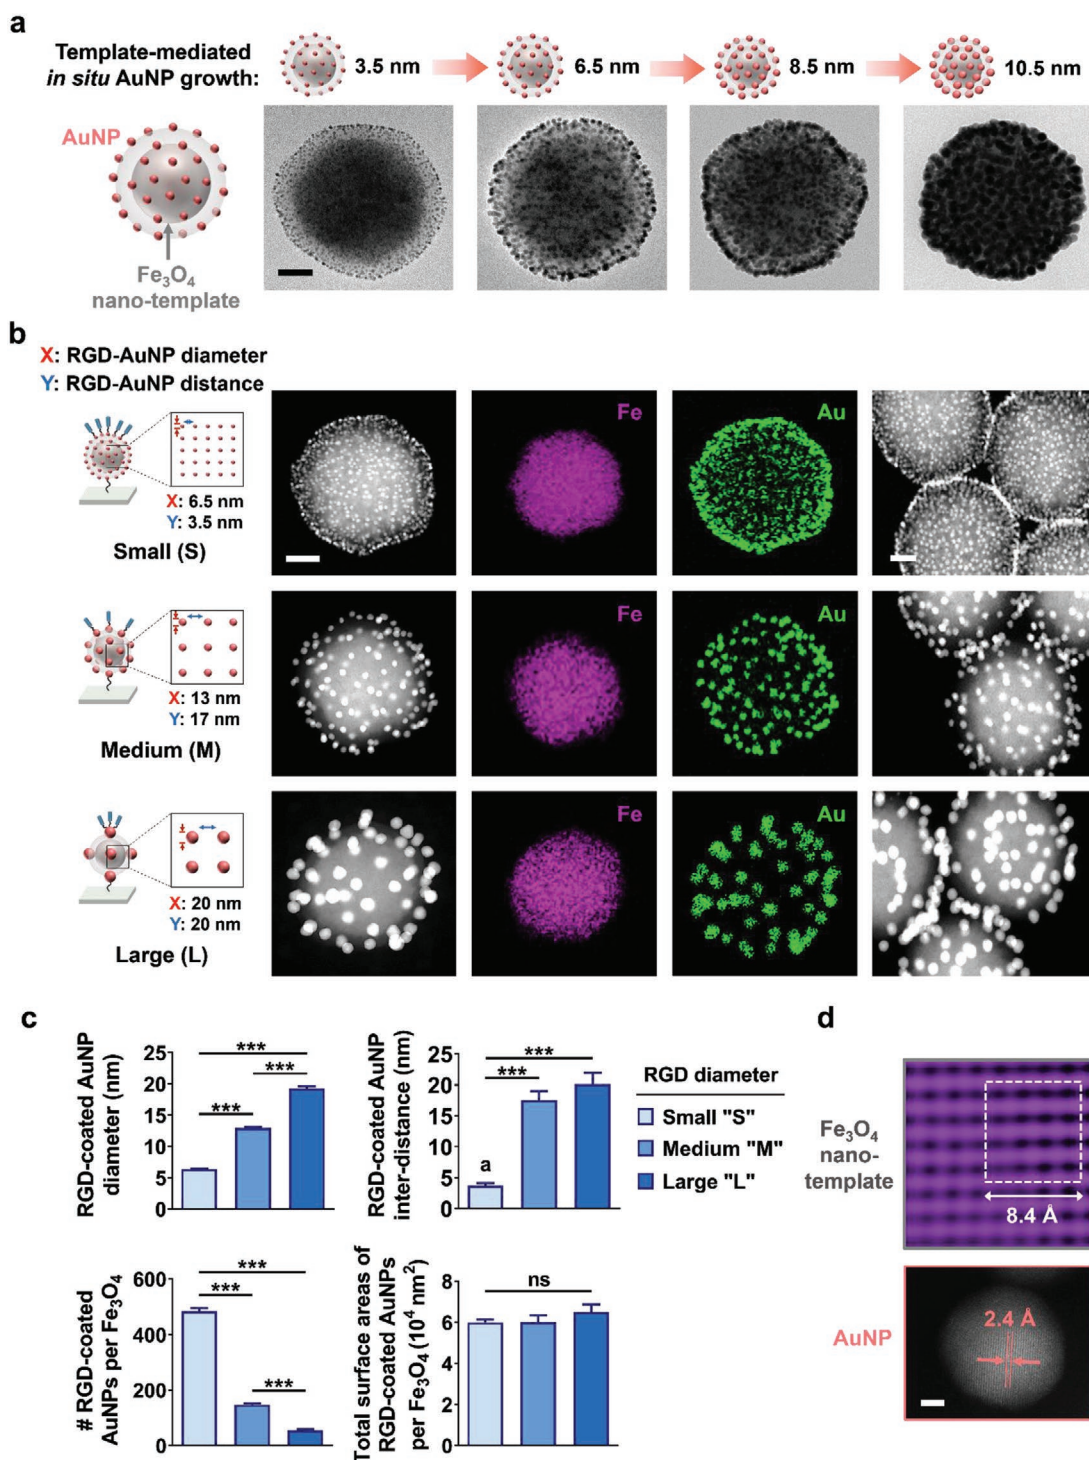 a
Template-mediated
in situ AuNP growth:
3.5 nm
6.5 nm
8.5 nm
10.5 nm
AuNP
Fe₃O₄
nano-template
b
X: RGD-AuNP diameter
Y: RGD-AuNP distance
Fe
Au
X: 6.5 nm
Y: 3.5 nm
Small (S)
Fe
Au
X: 13 nm
Y: 17 nm
Medium (M)
Fe
Au
X: 20 nm
Y: 20 nm
Large (L)
c
RGD-coated AuNP
diameter (nm)
25
20
15
10
5
0
***
***
***
RGD-coated AuNP
inter-distance (nm)
25
20
15
10
5
0
***
***
a
RGD diameter
Small "S"
Medium "M"
Large "L"
# RGD-coated
AuNPs per Fe₃O₄
600
400
200
0
***
***
***
Total surface areas of
RGD-coated AuNPs
per Fe₃O₄ (10⁴ nm²)
8
6
4
2
0
ns
d
Fe₃O₄
nano-
template
8.4 Å
AuNP
2.4 Å